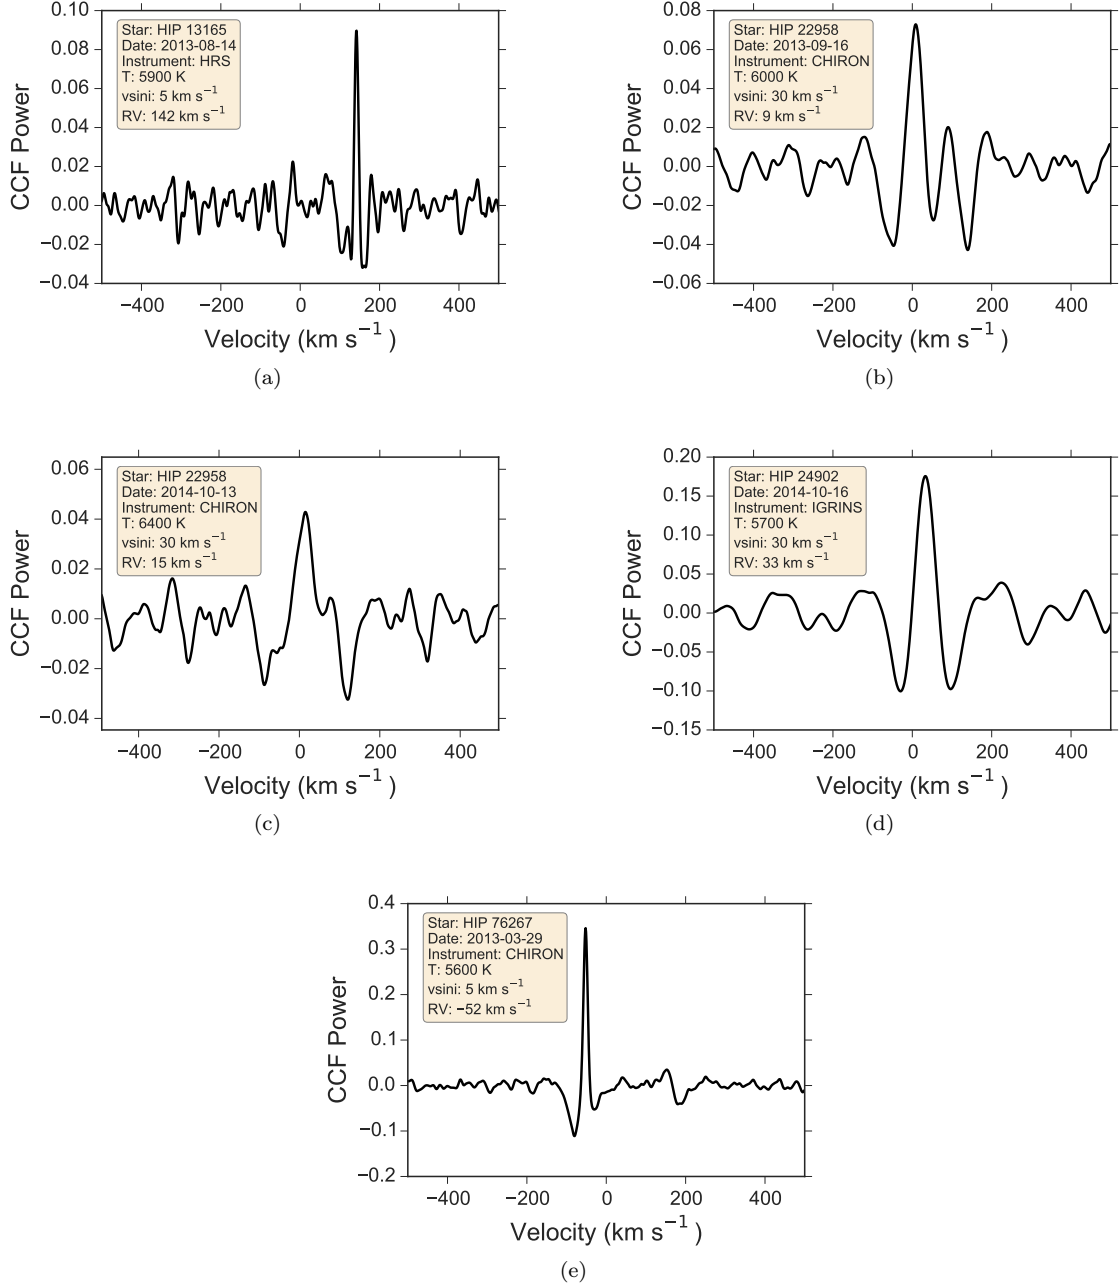 0.10
0.08
0.06
0.04
0.02
0.00
−0.02
−0.04
CCF Power
Star: HIP 13165
Date: 2013-08-14
Instrument: HRS
T: 5900 K
vsini: 5 km s⁻¹
RV: 142 km s⁻¹
−400 −200 0 200 400
Velocity (km s⁻¹ )
(a)
0.08
0.06
0.04
0.02
0.00
−0.02
−0.04
−0.06
CCF Power
Star: HIP 22958
Date: 2013-09-16
Instrument: CHIRON
T: 6000 K
vsini: 30 km s⁻¹
RV: 9 km s⁻¹
−400 −200 0 200 400
Velocity (km s⁻¹ )
(b)
0.06
0.04
0.02
0.00
−0.02
−0.04
CCF Power
Star: HIP 22958
Date: 2014-10-13
Instrument: CHIRON
T: 6400 K
vsini: 30 km s⁻¹
RV: 15 km s⁻¹
−400 −200 0 200 400
Velocity (km s⁻¹ )
(c)
0.20
0.15
0.10
0.05
0.00
−0.05
−0.10
−0.15
CCF Power
Star: HIP 24902
Date: 2014-10-16
Instrument: IGRINS
T: 5700 K
vsini: 30 km s⁻¹
RV: 33 km s⁻¹
−400 −200 0 200 400
Velocity (km s⁻¹ )
(d)
0.4
0.3
0.2
0.1
0.0
−0.1
−0.2
CCF Power
Star: HIP 76267
Date: 2013-03-29
Instrument: CHIRON
T: 5600 K
vsini: 5 km s⁻¹
RV: −52 km s⁻¹
−400 −200 0 200 400
Velocity (km s⁻¹ )
(e)